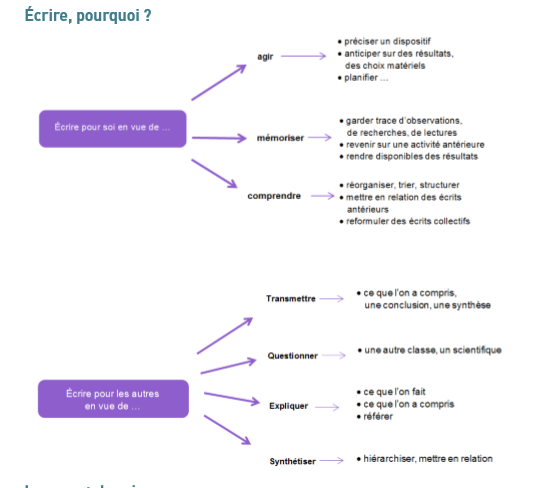 Écrire, pourquoi ?
agir
• préciser un dispositif
• anticiper sur des résultats,
des choix matériels
• planifier ...
Écrire pour soi en vue de ...
mémoriser
• garder trace d'observations,
de recherches, de lectures
• revenir sur une activité antérieure
• rendre disponibles des résultats
comprendre
• réorganiser, trier, structurer
• mettre en relation des écrits
antérieurs
• reformuler des écrits collectifs
Écrire pour les autres
en vue de ...
Transmettre
• ce que l'on a compris,
une conclusion, une synthèse
Questionner
• une autre classe, un scientifique
Expliquer
• ce que l'on fait
• ce que l'on a compris
• référer
Synthétiser
• hiérarchiser, mettre en relation